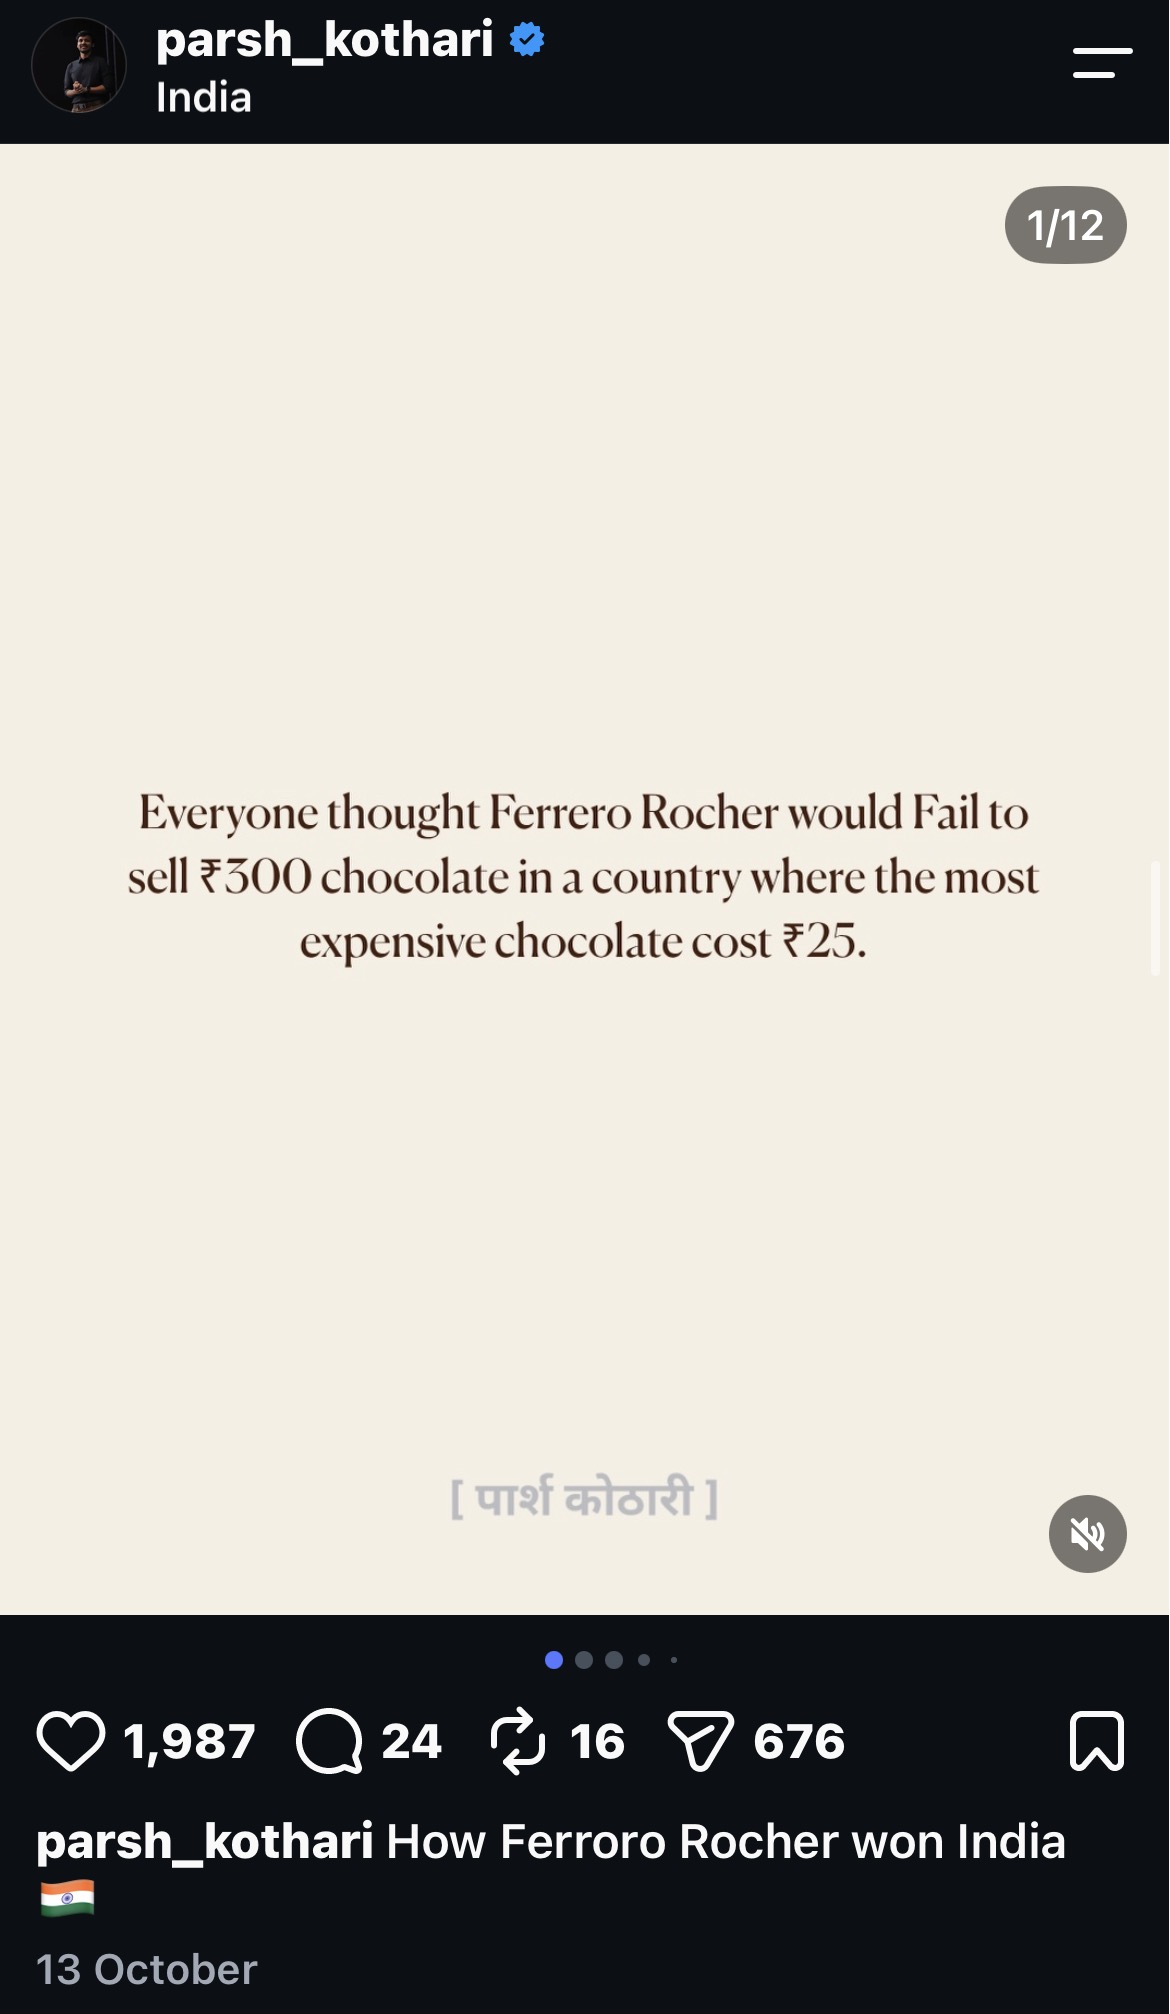 parsh_kothari
India
1/12
Everyone thought Ferrero Rocher would Fail to
sell ₹300 chocolate in a country where the most
expensive chocolate cost ₹25.
[ पार्श कोठारी ]
1,987 24 16 676
parsh_kothari How Ferroro Rocher won India
🇮🇳
13 October